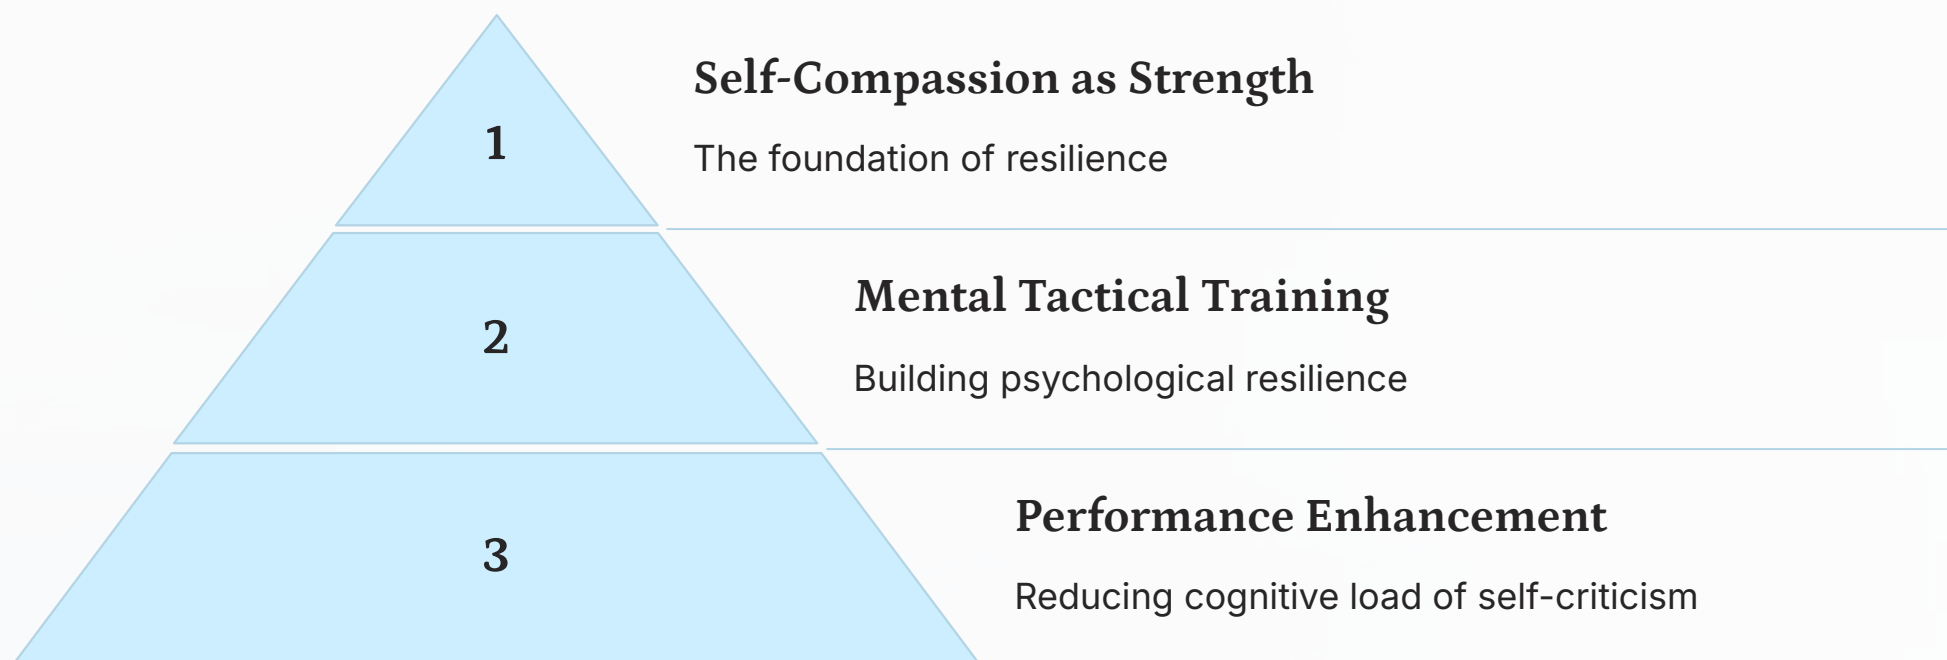 1
Self-Compassion as Strength
The foundation of resilience
2
Mental Tactical Training
Building psychological resilience
3
Performance Enhancement
Reducing cognitive load of self-criticism